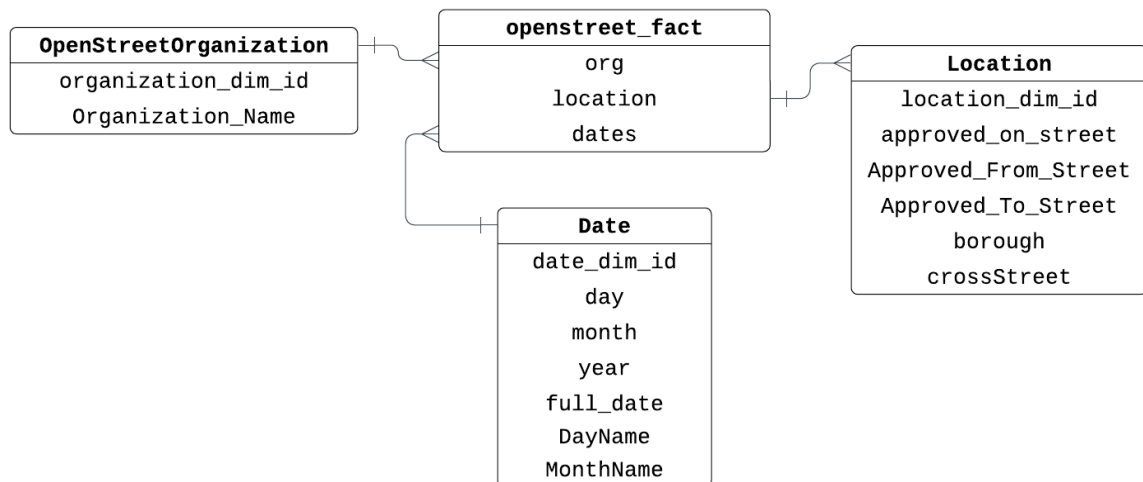 OpenStreetOrganization
organization_dim_id
Organization_Name
openstreet_fact
org
location
dates
Location
location_dim_id
approved_on_street
Approved_From_Street
Approved_To_Street
borough
crossStreet
Date
date_dim_id
day
month
year
full_date
DayName
MonthName